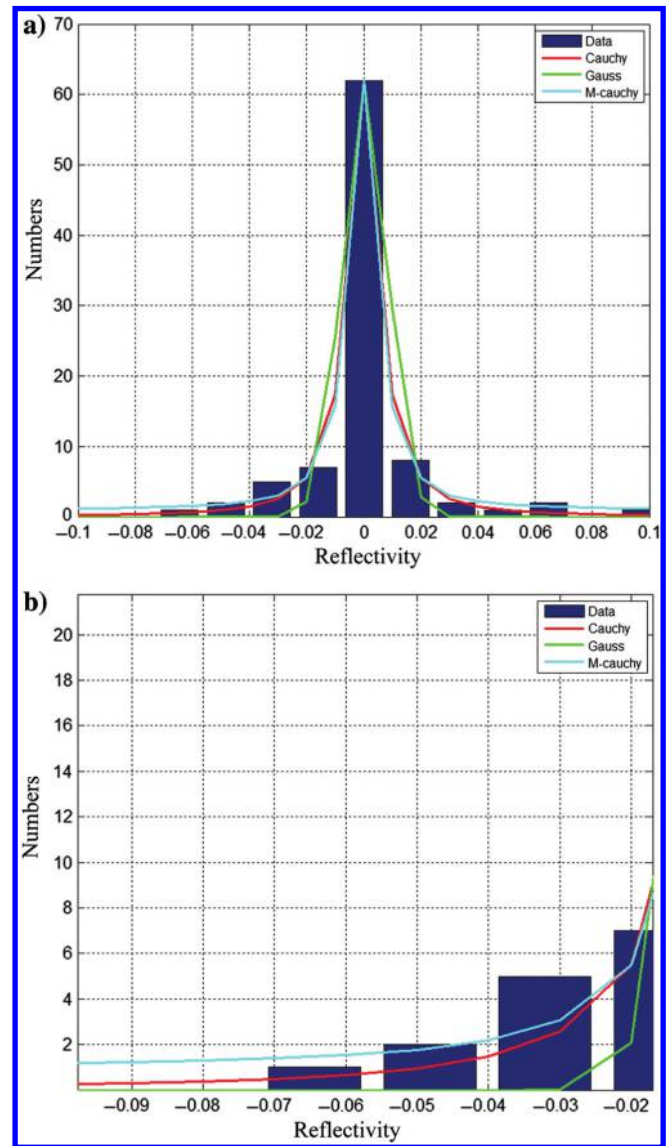 a)
70
60
50
40
30
20
10
0
Numbers
Data
Cauchy
Gauss
M-cauchy
−0.1 −0.08 −0.06 −0.04 −0.02 0 0.02 0.04 0.06 0.08 0.1
Reflectivity
b)
20
18
16
14
12
10
8
6
4
2
Numbers
Data
Cauchy
Gauss
M-cauchy
−0.09 −0.08 −0.07 −0.06 −0.05 −0.04 −0.03 −0.02
Reflectivity